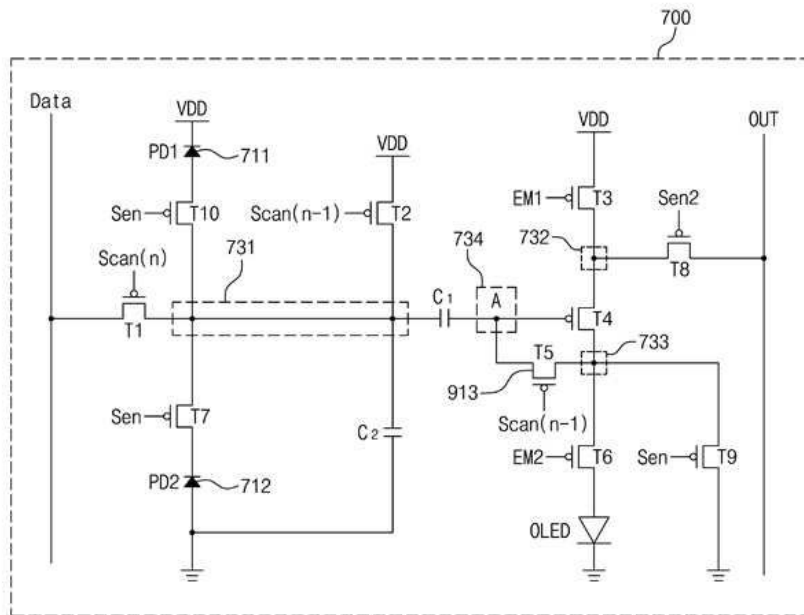 700
Data
VDD
VDD
OUT
PD1
711
VDD
EM1
T3
Sen2
Sen
T10
Scan(n-1)
T2
732
T8
Scan(n)
731
734
C1
A
T4
T1
T5
733
913
Scan(n-1)
Sen
T7
C2
EM2
T6
Sen
T9
PD2
712
OLED